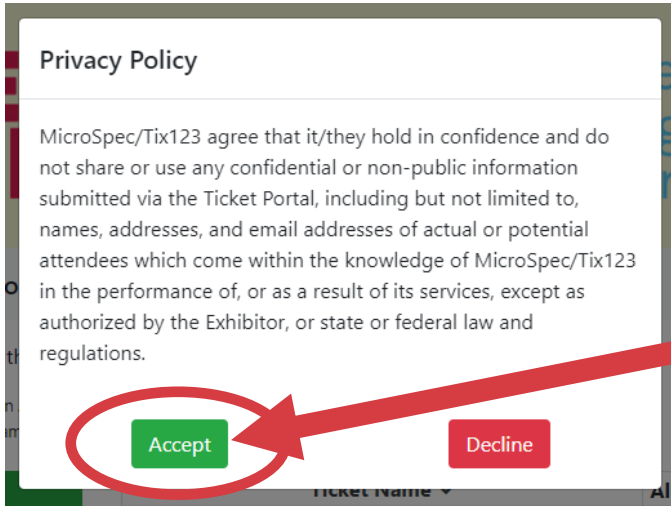 Privacy Policy
MicroSpec/Tix123 agree that it/they hold in confidence and do
not share or use any confidential or non-public information
submitted via the Ticket Portal, including but not limited to,
names, addresses, and email addresses of actual or potential
attendees which come within the knowledge of MicroSpec/Tix123
in the performance of, or as a result of its services, except as
authorized by the Exhibitor, or state or federal law and
regulations.
Accept
Decline
Ticket Name